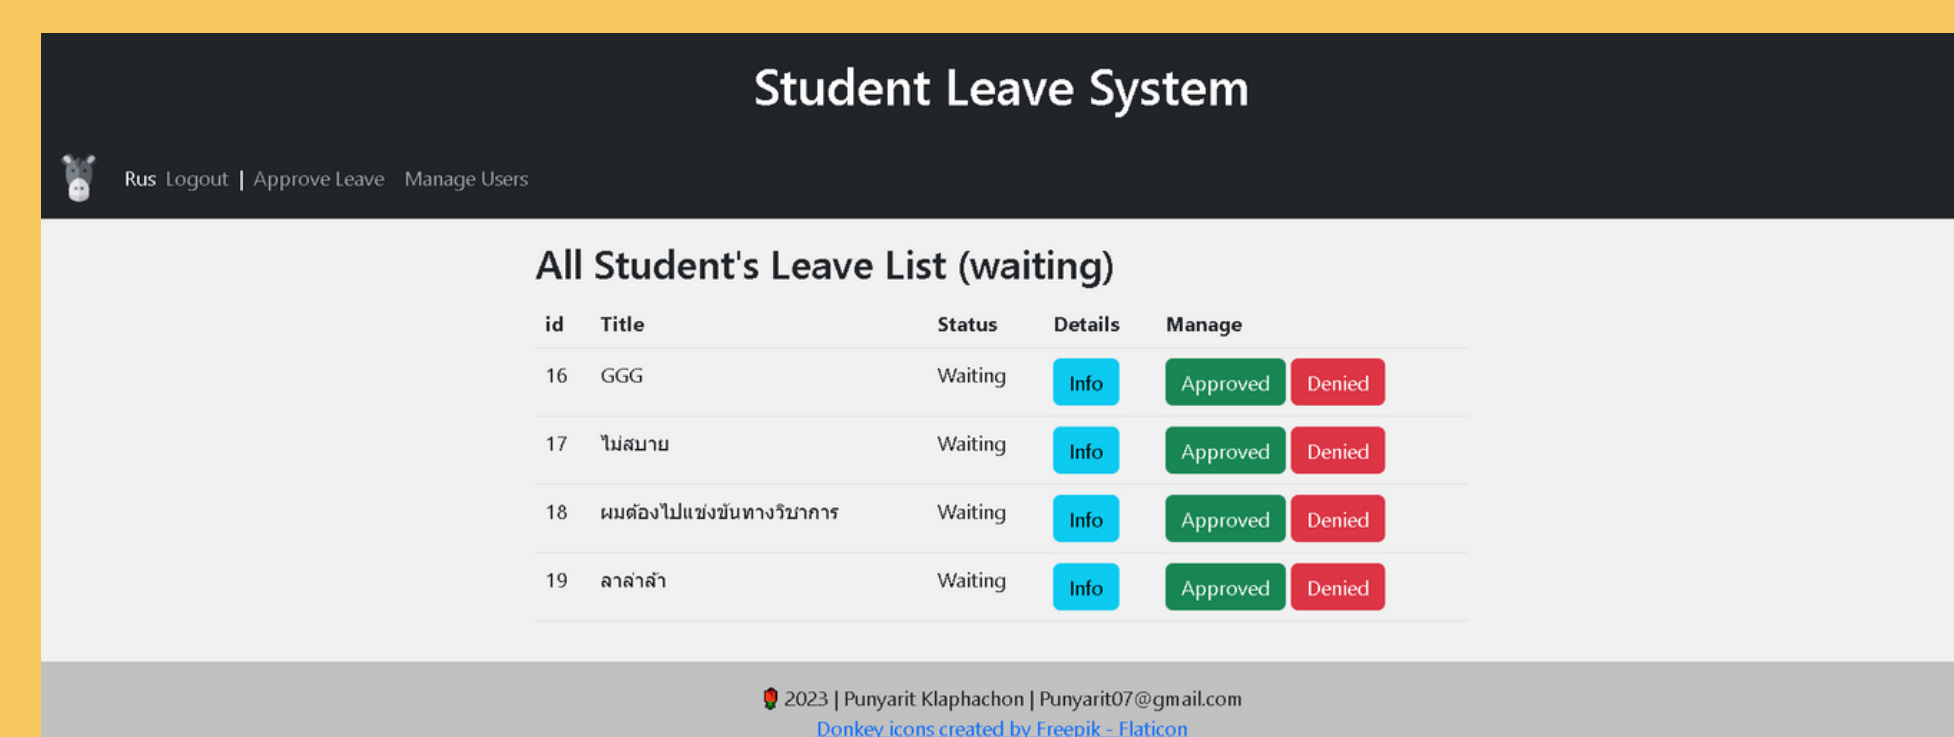 Student Leave System
Rus Logout | Approve Leave Manage Users
All Student's Leave List (waiting)
id Title Status Details Manage
16 GGG Waiting Info Approved Denied
17 ไม่สบาย Waiting Info Approved Denied
18 ผมต้องไปแข่งขันทางวิชาการ Waiting Info Approved Denied
19 ลาล่าล้า Waiting Info Approved Denied
2023 | Punyarit Klaphachon | Punyarit07@gmail.com
Donkey icons created by Freepik - Flaticon